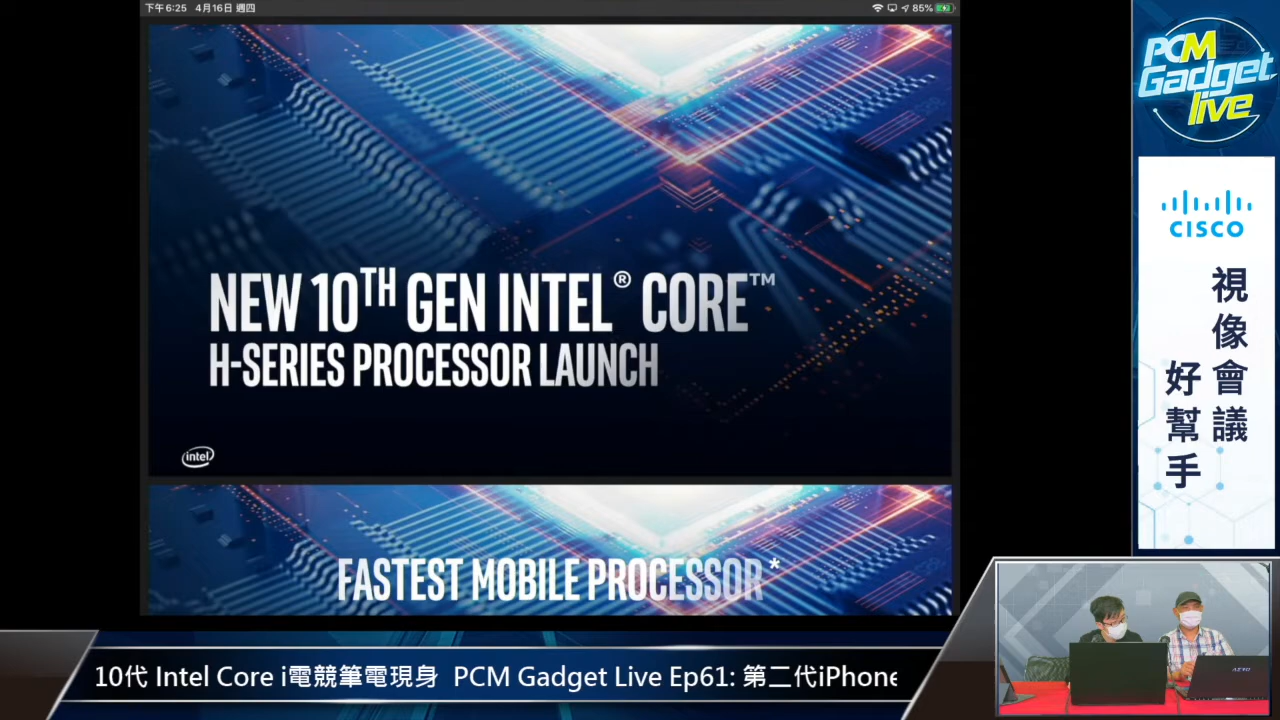 下午6:25 4月16日 週四
85%
NEW 10TH GEN INTEL® CORE™
H-SERIES PROCESSOR LAUNCH
intel
FASTEST MOBILE PROCESSOR*
PCM
Gadget
live
CISCO
視像會議
好幫手
10代 Intel Core i電競筆電現身 PCM Gadget Live Ep61: 第二代iPhone
AERO